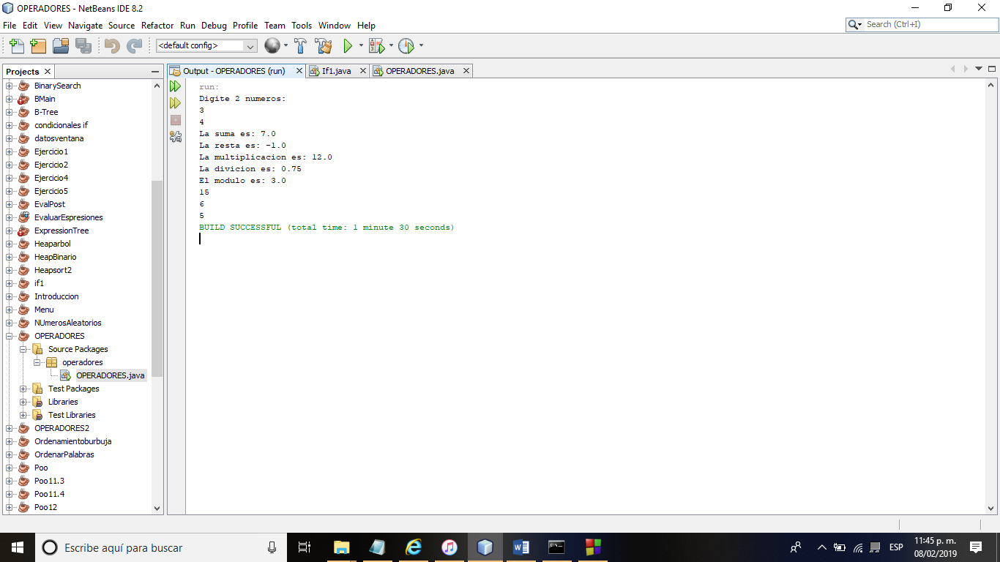 OPERADORES - NetBeans IDE 8.2
File Edit View Navigate Source Refactor Run Debug Profile Team Tools Window Help
Search (Ctrl+I)
<default config>
Projects
Output - OPERADORES (run)
If1.java
OPERADORES.java
BinarySearch
BMain
B-Tree
condicionales if
datosventana
Ejercicio1
Ejercicio2
Ejercicio4
Ejercicio5
EvalPost
EvaluarEspresiones
ExpressionTree
Heaparbol
HeapBinario
Heapsort2
if1
Introduccion
Menu
NUmerosAleatorios
OPERADORES
Source Packages
operadores
OPERADORES.java
Test Packages
Libraries
Test Libraries
OPERADORES2
Ordenamientoburbuja
OrdenarPalabras
Poo
Poo11.3
Poo11.4
Poo12
run:
Digite 2 numeros:
3
4
La suma es: 7.0
La resta es: -1.0
La multiplicacion es: 12.0
La divicion es: 0.75
El modulo es: 3.0
15
6
5
BUILD SUCCESSFUL (total time: 1 minute 30 seconds)
Escribe aquí para buscar
ESP
11:45 p. m.
08/02/2019